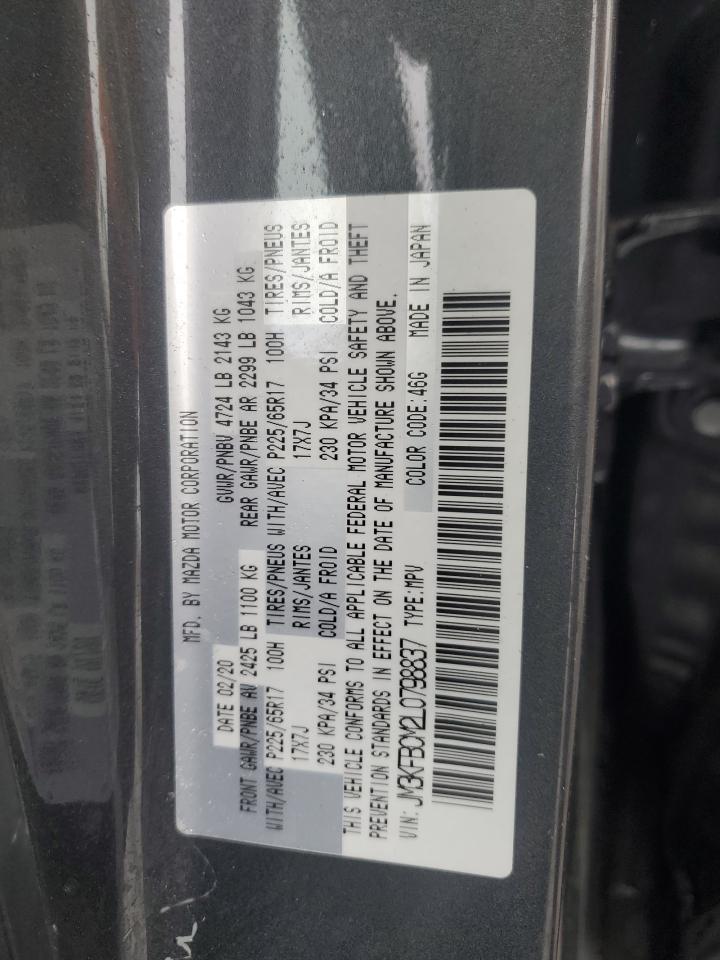 MFD. BY MAZDA MOTOR CORPORATION
DATE 02/20 GVWR/PNBV 4724 LB 2143 KG
FRONT GAWR/PNBE AV 2425 LB 1100 KG REAR GAWR/PNBE AR 2299 LB 1043 KG
WITH/AVEC P225/65R17 100H TIRES/PNEUS WITH/AVEC P225/65R17 100H TIRES/PNEUS
17X7J RIMS/JANTES 17X7J RIMS/JANTES
230 KPA/34 PSI COLD/A FROID 230 KPA/34 PSI COLD/A FROID
THIS VEHICLE CONFORMS TO ALL APPLICABLE FEDERAL MOTOR VEHICLE SAFETY AND THEFT
PREVENTION STANDARDS IN EFFECT ON THE DATE OF MANUFACTURE SHOWN ABOVE.
VIN: JM3KFBCM2L0798837 TYPE:MPV COLOR CODE:46G MADE IN JAPAN